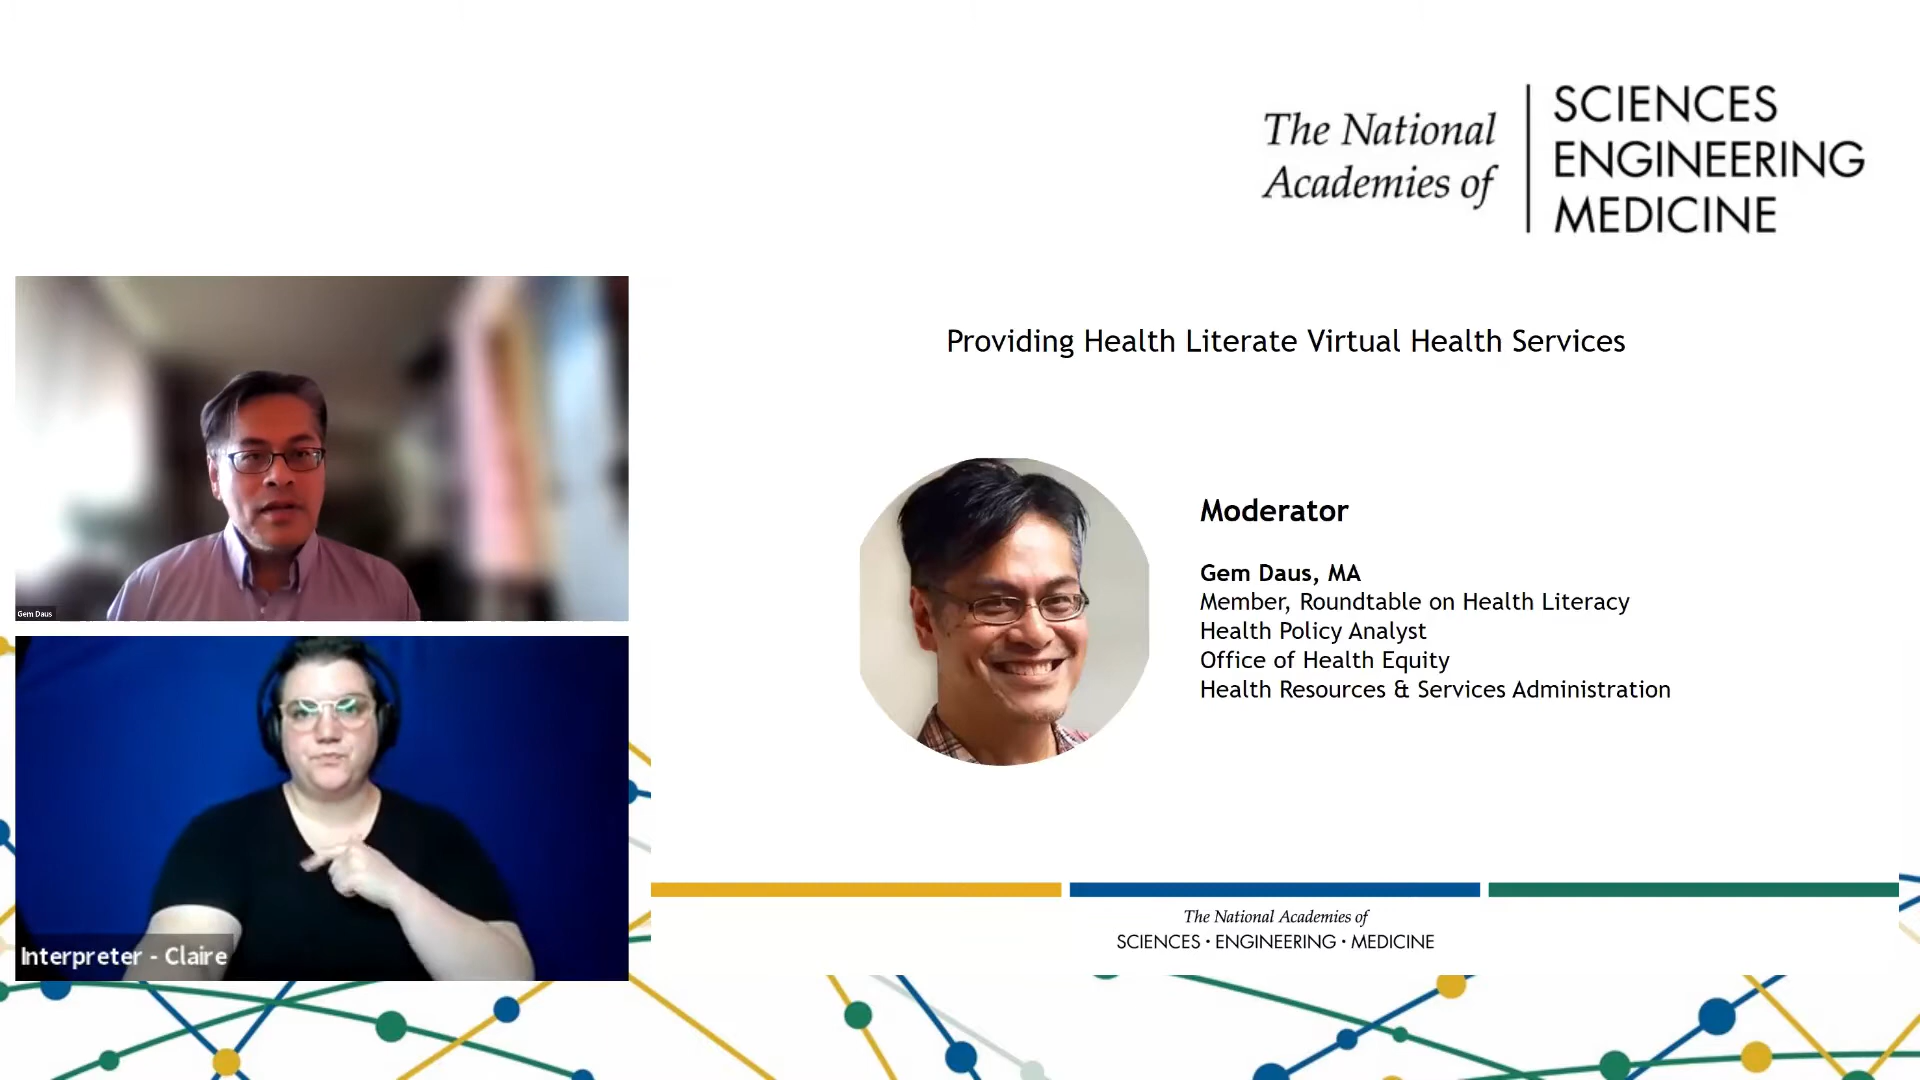 The National
Academies of
SCIENCES
ENGINEERING
MEDICINE
Gem Daus
Interpreter - Claire
Providing Health Literate Virtual Health Services
Moderator
Gem Daus, MA
Member, Roundtable on Health Literacy
Health Policy Analyst
Office of Health Equity
Health Resources & Services Administration
The National Academies of
SCIENCES · ENGINEERING · MEDICINE